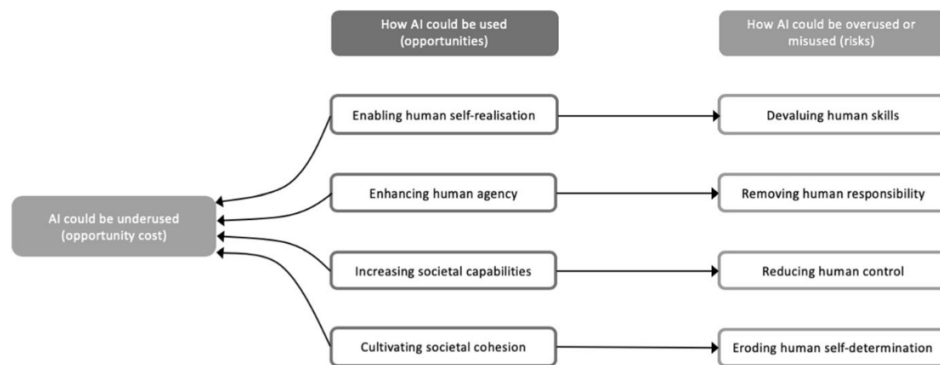 How AI could be used
(opportunities)
How AI could be overused or
misused (risks)
Enabling human self-realisation
Devaluing human skills
Enhancing human agency
Removing human responsibility
AI could be underused
(opportunity cost)
Increasing societal capabilities
Reducing human control
Cultivating societal cohesion
Eroding human self-determination